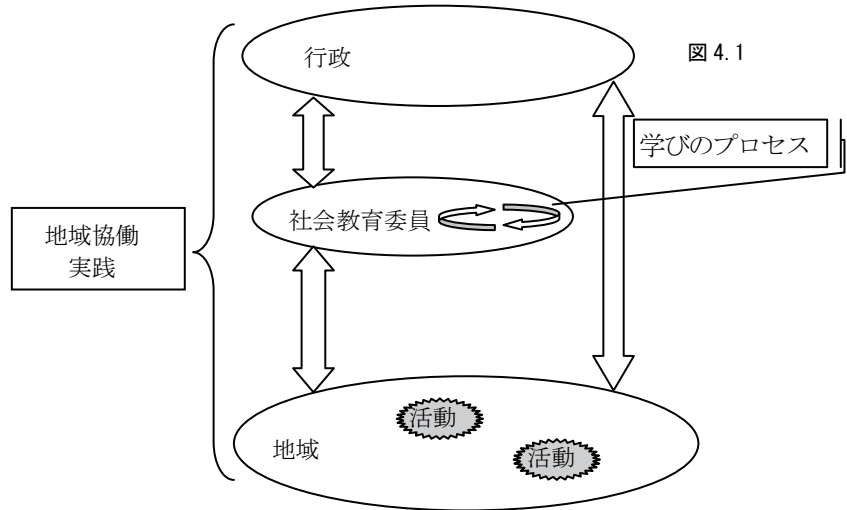 行政
図 4.1
学びのプロセス
社会教育委員
地域協働
実践
活動
地域
活動